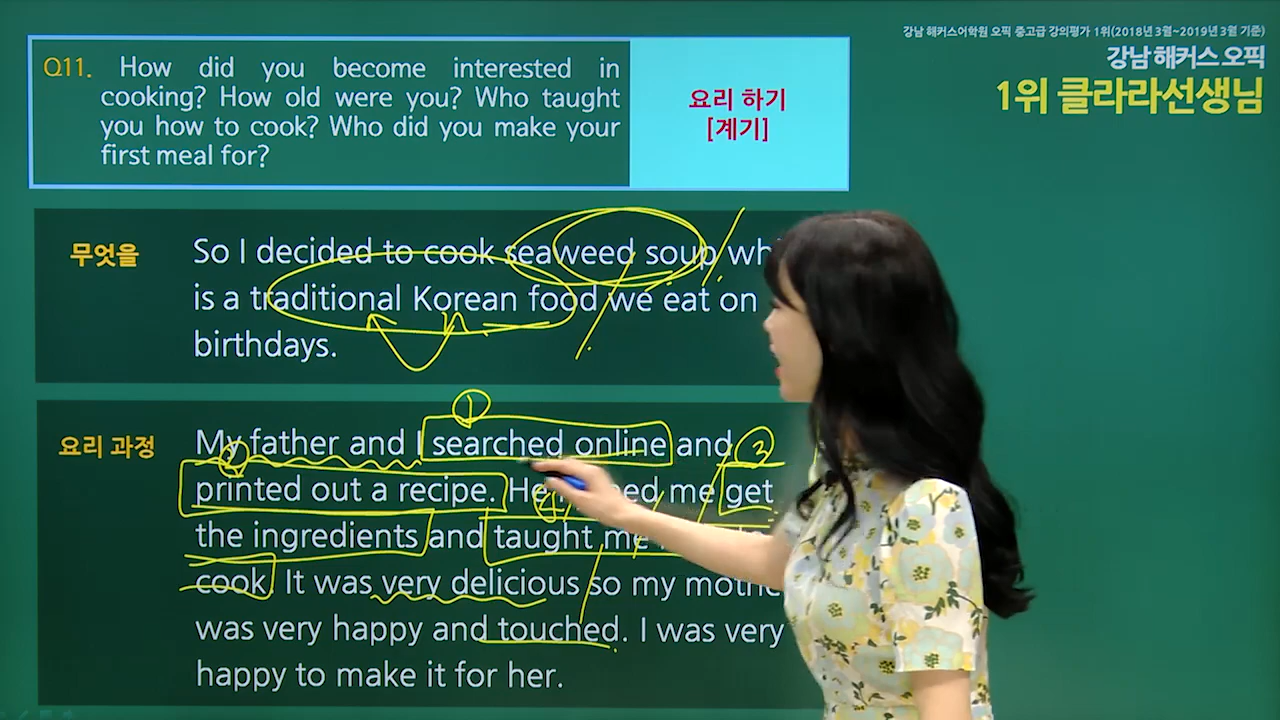 강남 해커스어학원 오픽 중고급 강의평가 1위(2018년 3월~2019년 3월 기준)
강남 해커스 오픽
1위 클라라선생님
Q11. How did you become interested in
cooking? How old were you? Who taught
you how to cook? Who did you make your
first meal for?
요리 하기
[계기]
무엇을
So I decided to cook seaweed soup wh
is a traditional Korean food we eat on
birthdays.
요리 과정
①
My father and I searched online and
② ③
printed out a recipe. He me get
④
the ingredients and taught me
cook. It was very delicious so my mothe
was very happy and touched. I was very
happy to make it for her.